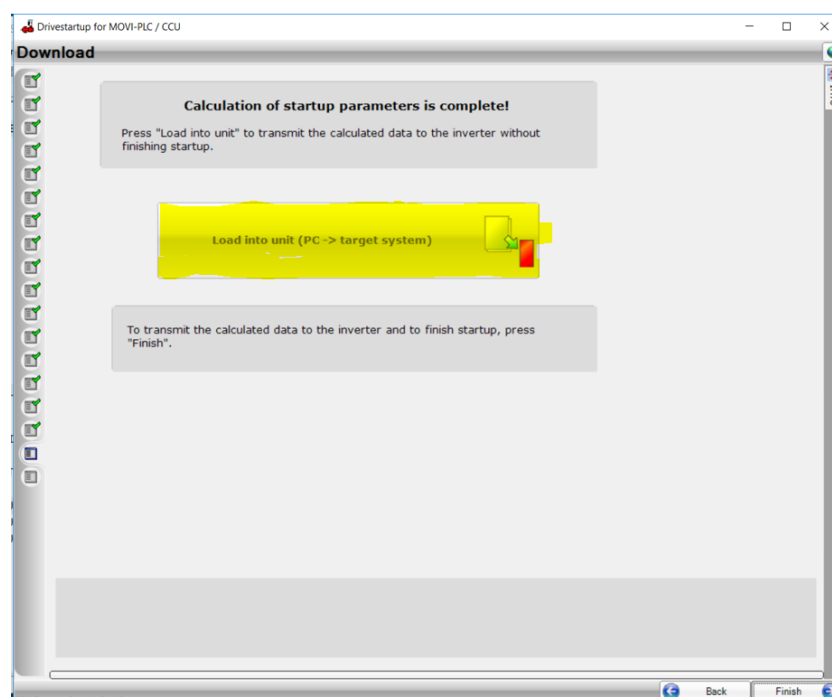 Drivestartup for MOVI-PLC / CCU
Download
Calculation of startup parameters is complete!
Press "Load into unit" to transmit the calculated data to the inverter without
finishing startup.
Load into unit (PC -> target system)
To transmit the calculated data to the inverter and to finish startup, press
"Finish".
Back
Finish